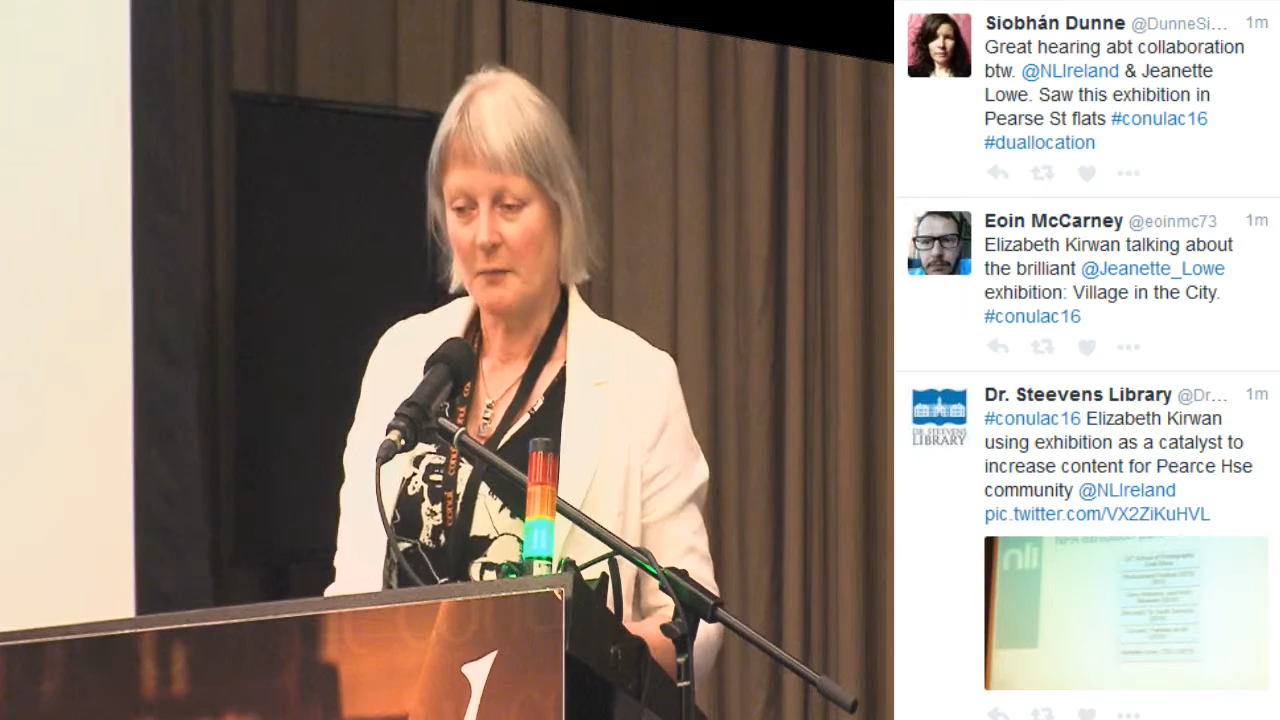 Siobhán Dunne @DunneSi... 1m
Great hearing abt collaboration
btw. @NLIreland & Jeanette
Lowe. Saw this exhibition in
Pearse St flats #conulac16
#duallocation
Eoin McCarney @eoinmc73 1m
Elizabeth Kirwan talking about
the brilliant @Jeanette_Lowe
exhibition: Village in the City.
#conulac16
Dr. Steevens Library @Dr... 1m
DR. STEEVENS
LIBRARY
#conulac16 Elizabeth Kirwan
using exhibition as a catalyst to
increase content for Pearce Hse
community @NLIreland
pic.twitter.com/VX2ZiKuHVL
nli
conul